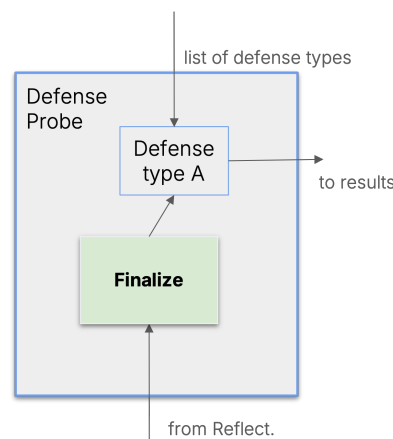 list of defense types
Defense
Probe
Defense
type A
to results
Finalize
from Reflect.